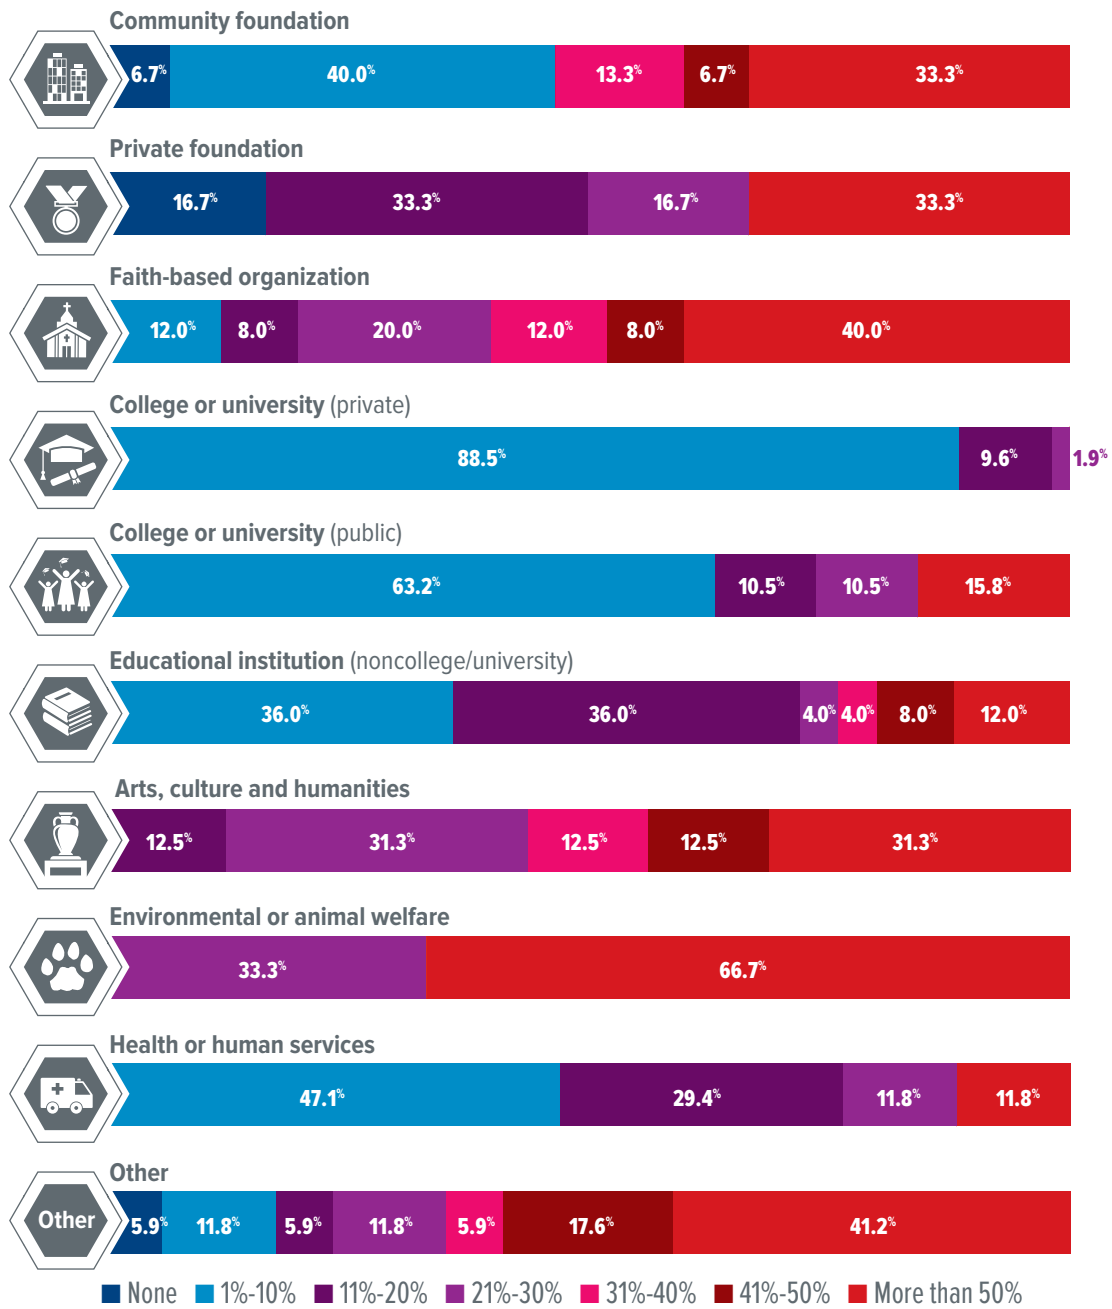 Community foundation
6.7% 40.0% 13.3% 6.7% 33.3%
Private foundation
16.7% 33.3% 16.7% 33.3%
Faith-based organization
12.0% 8.0% 20.0% 12.0% 8.0% 40.0%
College or university (private)
88.5% 9.6% 1.9%
College or university (public)
63.2% 10.5% 10.5% 15.8%
Educational institution (noncollege/university)
36.0% 36.0% 4.0% 4.0% 8.0% 12.0%
Arts, culture and humanities
12.5% 31.3% 12.5% 12.5% 31.3%
Environmental or animal welfare
33.3% 66.7%
Health or human services
47.1% 29.4% 11.8% 11.8%
Other
Other 5.9% 11.8% 5.9% 11.8% 5.9% 17.6% 41.2%
None 1%-10% 11%-20% 21%-30% 31%-40% 41%-50% More than 50%